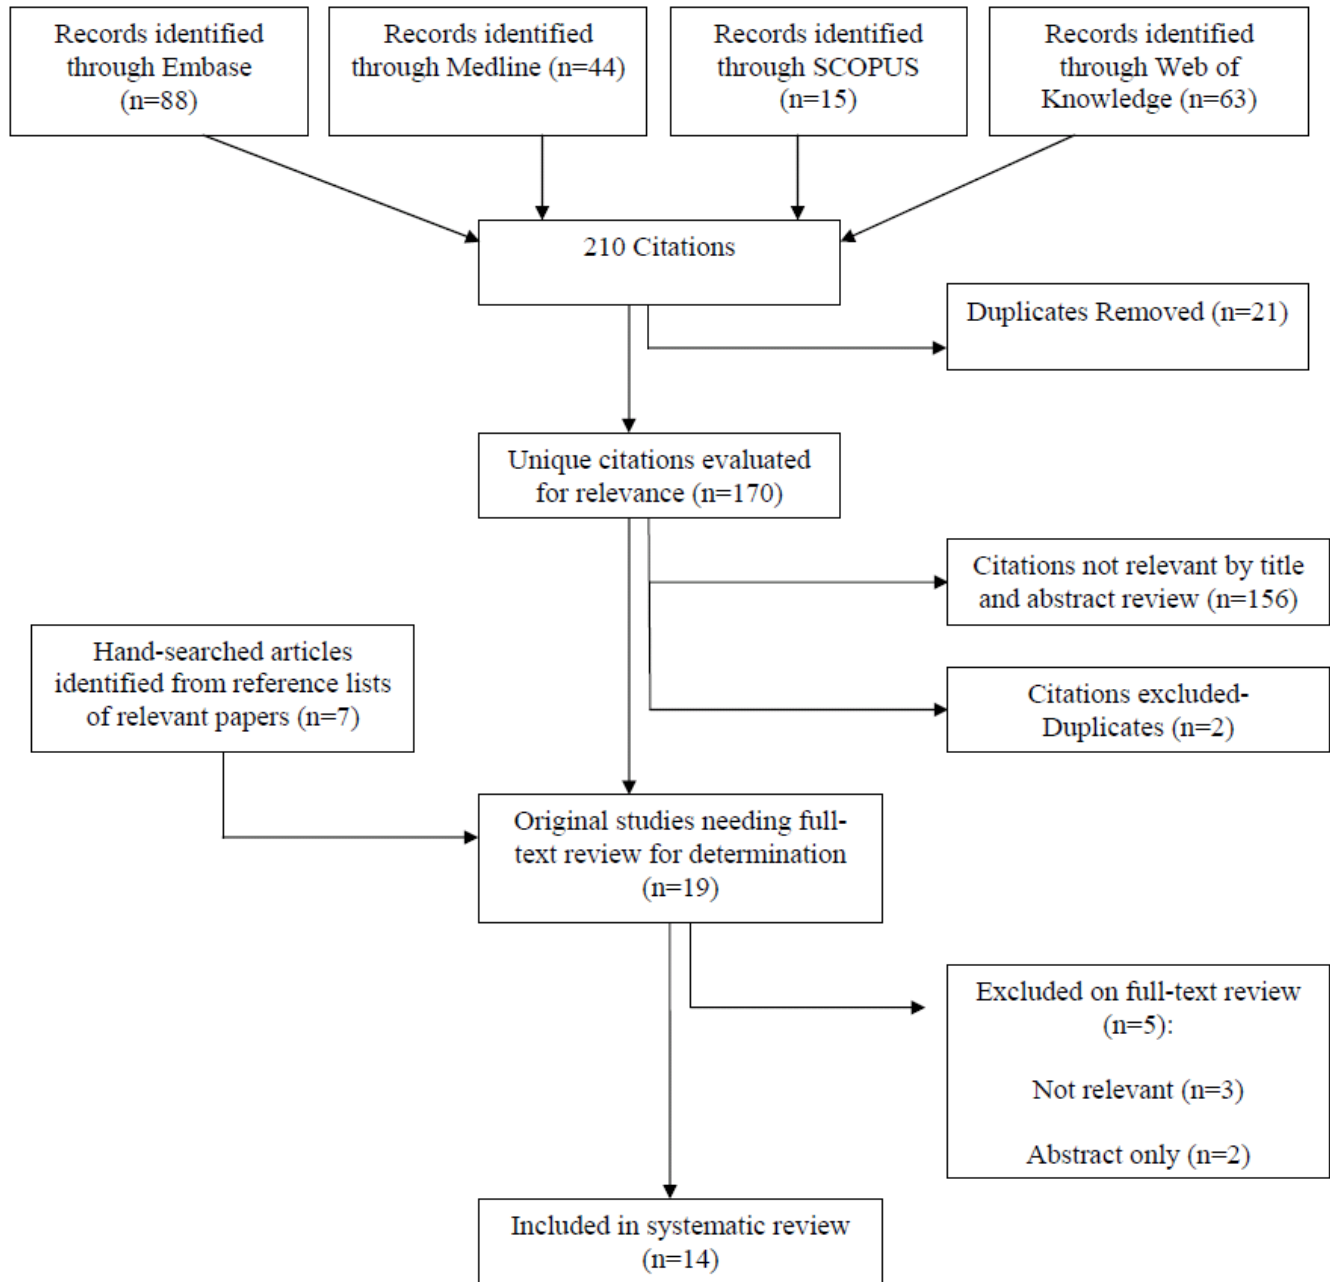 Records identified
through Embase
(n=88)
Records identified
through Medline (n=44)
Records identified
through SCOPUS
(n=15)
Records identified
through Web of
Knowledge (n=63)
210 Citations
Duplicates Removed (n=21)
Unique citations evaluated
for relevance (n=170)
Citations not relevant by title
and abstract review (n=156)
Hand-searched articles
identified from reference lists
of relevant papers (n=7)
Citations excluded-
Duplicates (n=2)
Original studies needing full-
text review for determination
(n=19)
Excluded on full-text review
(n=5):
Not relevant (n=3)
Abstract only (n=2)
Included in systematic review
(n=14)